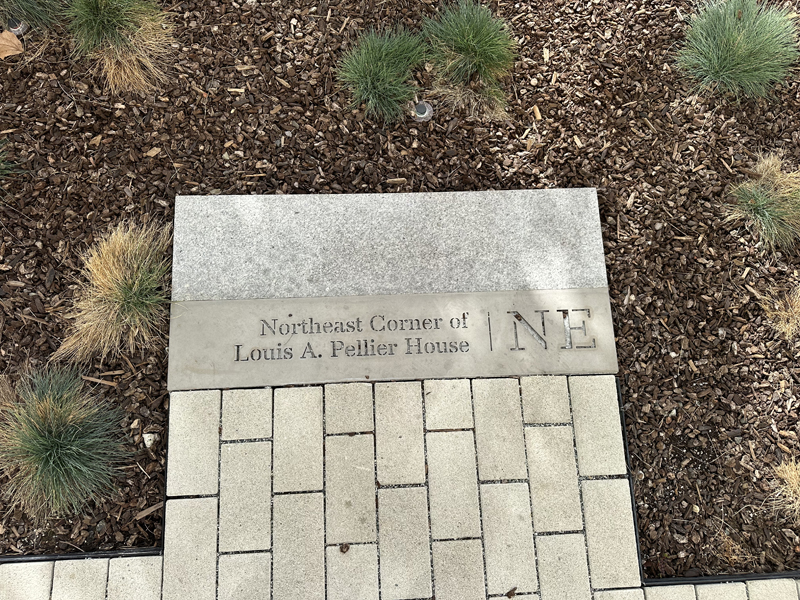 Northeast Corner of
Louis A. Pellier House
NE